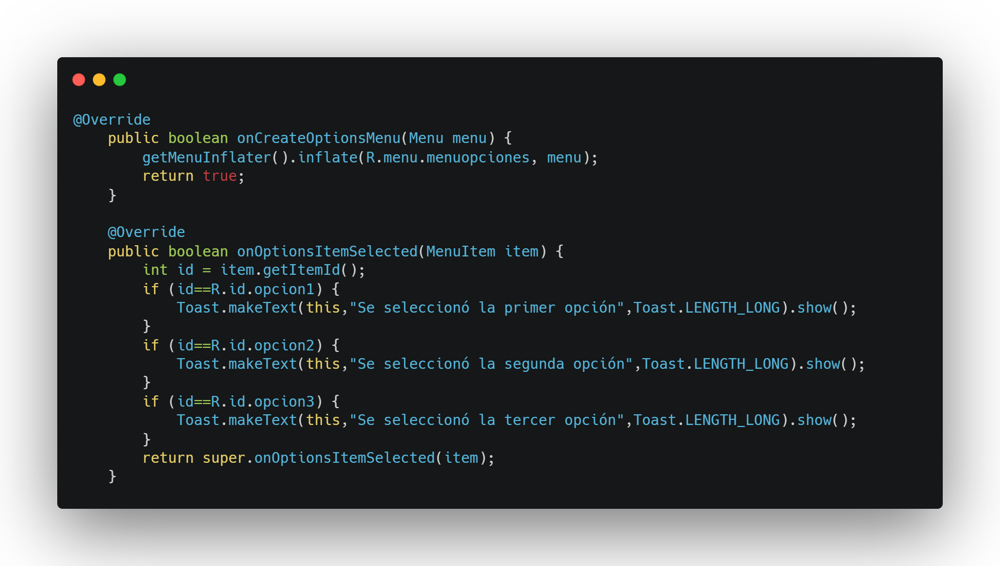 @Override
    public boolean onCreateOptionsMenu(Menu menu) {
        getMenuInflater().inflate(R.menu.menuopciones, menu);
        return true;
    }

    @Override
    public boolean onOptionsItemSelected(MenuItem item) {
        int id = item.getItemId();
        if (id==R.id.opcion1) {
            Toast.makeText(this,"Se seleccionó la primer opción",Toast.LENGTH_LONG).show();
        }
        if (id==R.id.opcion2) {
            Toast.makeText(this,"Se seleccionó la segunda opción",Toast.LENGTH_LONG).show();
        }
        if (id==R.id.opcion3) {
            Toast.makeText(this,"Se seleccionó la tercer opción",Toast.LENGTH_LONG).show();
        }
        return super.onOptionsItemSelected(item);
    }